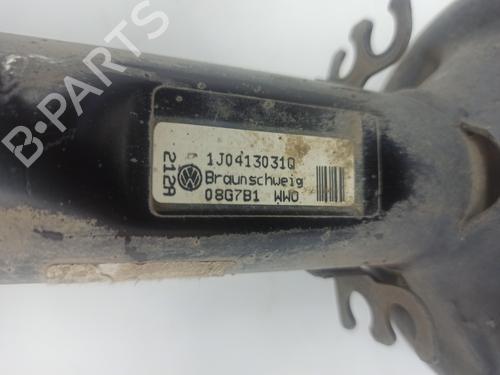 B-PARTS
1J0413031Q
Braunschweig
08G7B1 WWO
212A